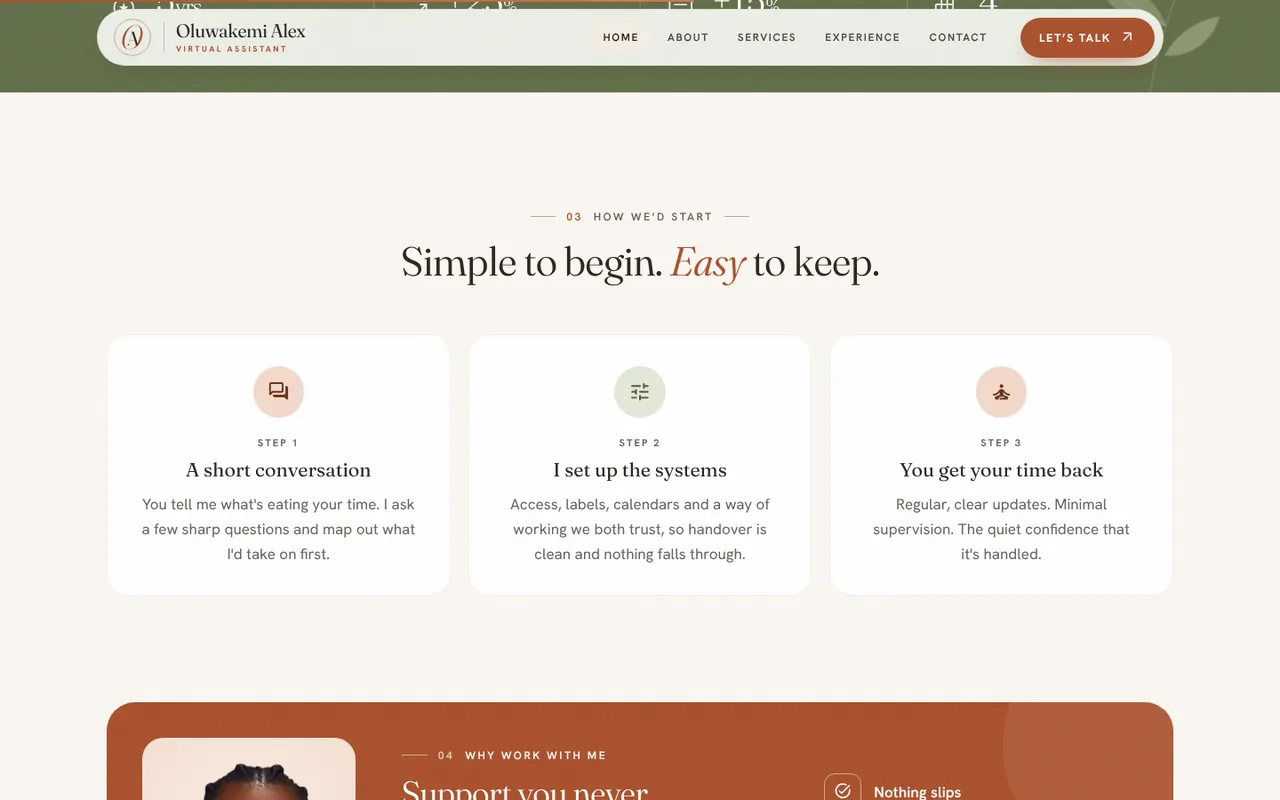 Oluwakemi Alex
VIRTUAL ASSISTANT
HOME
ABOUT
SERVICES
EXPERIENCE
CONTACT
LET’S TALK
03 HOW WE’D START
Simple to begin. Easy to keep.
STEP 1
A short conversation
You tell me what's eating your time. I ask
a few sharp questions and map out what
I'd take on first.
STEP 2
I set up the systems
Access, labels, calendars and a way of
working we both trust, so handover is
clean and nothing falls through.
STEP 3
You get your time back
Regular, clear updates. Minimal
supervision. The quiet confidence that
it's handled.
04 WHY WORK WITH ME
Support you never
Nothing slips